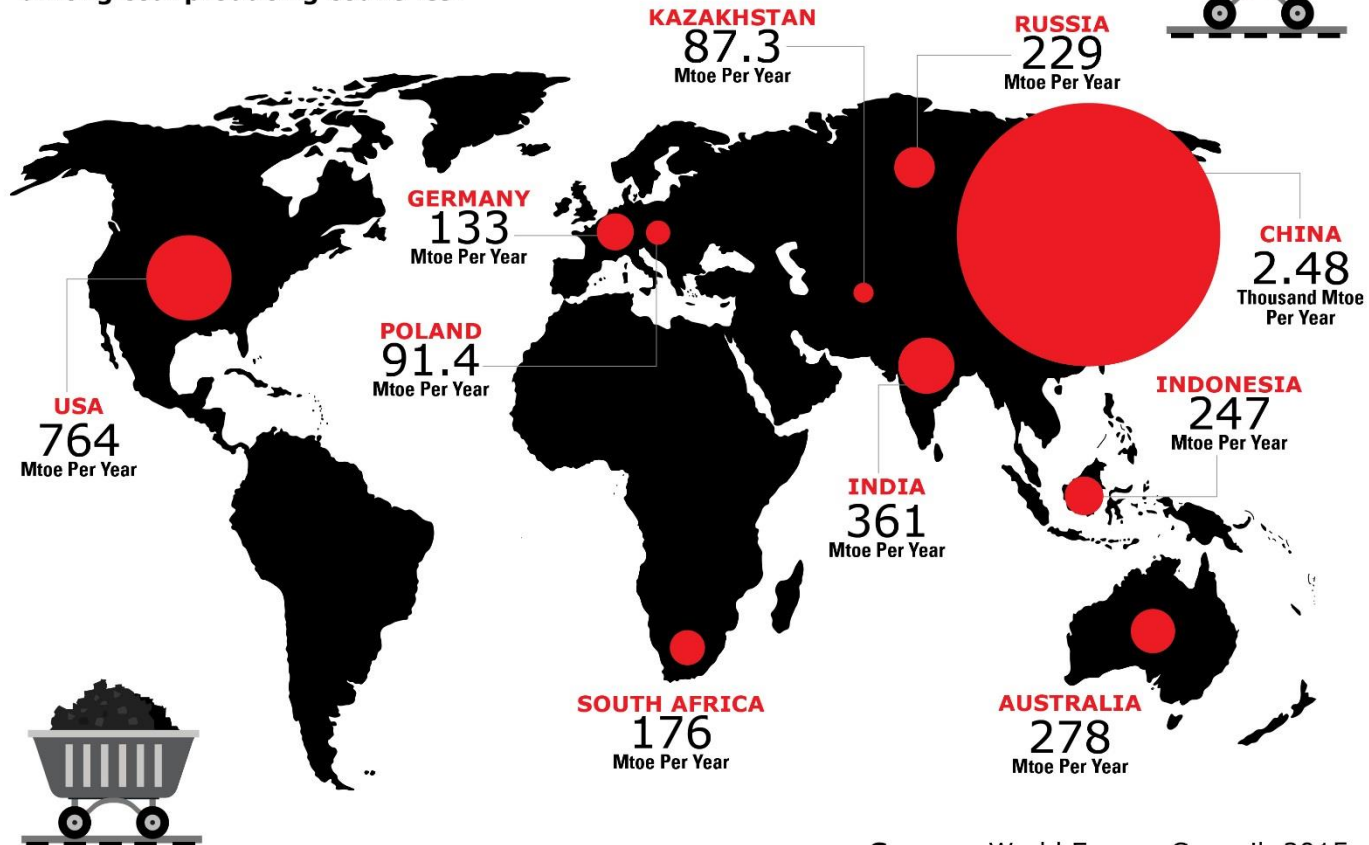 KAZAKHSTAN
87.3
Mtoe Per Year
RUSSIA
229
Mtoe Per Year
GERMANY
133
Mtoe Per Year
CHINA
2.48
Thousand Mtoe
Per Year
POLAND
91.4
Mtoe Per Year
USA
764
Mtoe Per Year
INDONESIA
247
Mtoe Per Year
INDIA
361
Mtoe Per Year
SOUTH AFRICA
176
Mtoe Per Year
AUSTRALIA
278
Mtoe Per Year